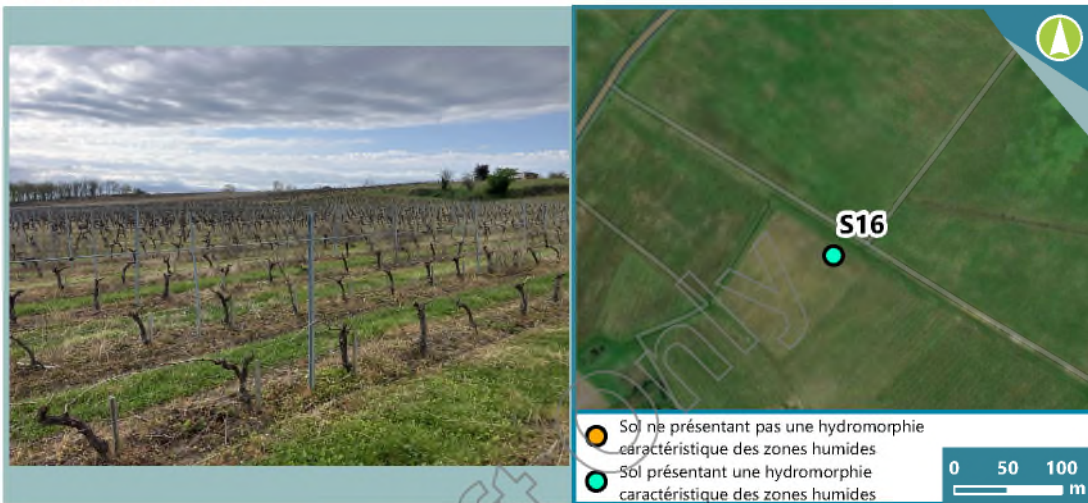 S16
Sol ne présentant pas une hydromorphie
caractéristique des zones humides
Sol présentant une hydromorphie
caractéristique des zones humides
0 50 100
m
only